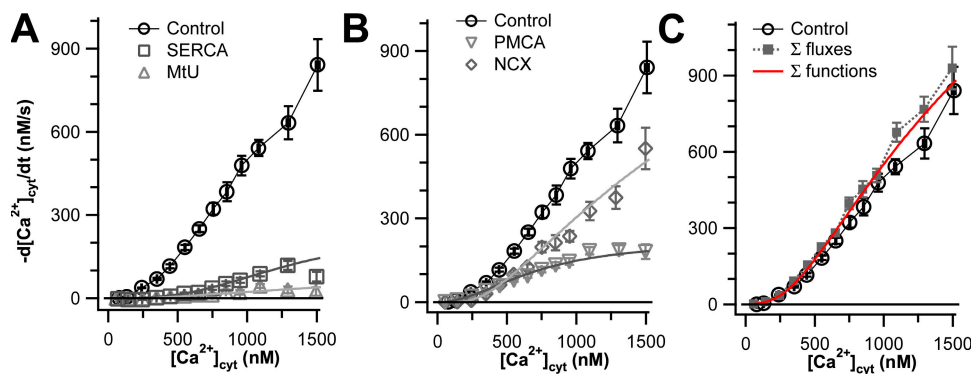 A
Control
SERCA
MtU
900
600
300
0
-d[Ca²⁺]cyt/dt (nM/s)
0
500
1000
1500
[Ca²⁺]cyt (nM)
B
Control
PMCA
NCX
900
600
300
0
0
500
1000
1500
[Ca²⁺]cyt (nM)
C
Control
Σ fluxes
Σ functions
900
600
300
0
0
500
1000
1500
[Ca²⁺]cyt (nM)